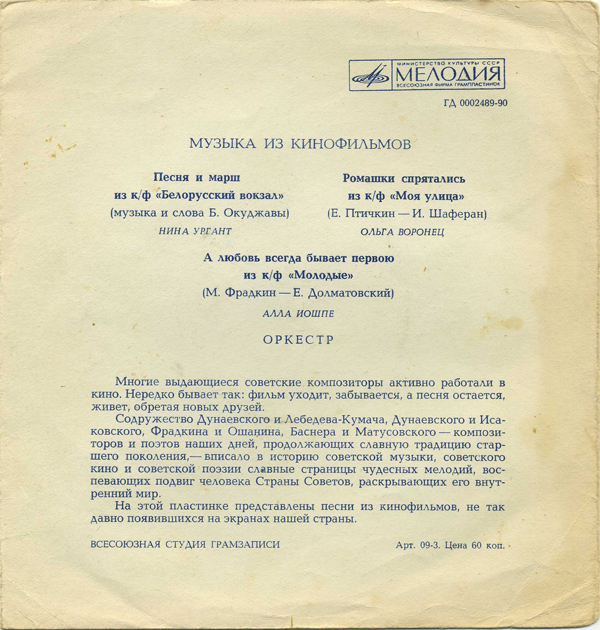 МИНИСТЕРСТВО КУЛЬТУРЫ СССР
МЕЛОДИЯ
ВСЕСОЮЗНАЯ ФИРМА ГРАМПЛАСТИНОК
ГД 0002489-90
МУЗЫКА ИЗ КИНОФИЛЬМОВ
Песня и марш
из к/ф «Белорусский вокзал»
(музыка и слова Б. Окуджавы)
НИНА УРГАНТ
Ромашки спрятались
из к/ф «Моя улица»
(Е. Птичкин — И. Шаферан)
ОЛЬГА ВОРОНЕЦ
А любовь всегда бывает первою
из к/ф «Молодые»
(М. Фрадкин — Е. Долматовский)
АЛЛА ИОШПЕ
ОРКЕСТР
Многие выдающиеся советские композиторы активно работали в
кино. Нередко бывает так: фильм уходит, забывается, а песня остается,
живет, обретая новых друзей.
Содружество Дунаевского и Лебедева-Кумача, Дунаевского и Иса-
ковского, Фрадкина и Ошанина, Баснера и Матусовского — компози-
торов и поэтов наших дней, продолжающих славную традицию стар-
шего поколения,— вписало в историю советской музыки, советского
кино и советской поэзии славные страницы чудесных мелодий, вос-
певающих подвиг человека Страны Советов, раскрывающих его внут-
ренний мир.
На этой пластинке представлены песни из кинофильмов, не так
давно появившихся на экранах нашей страны.
ВСЕСОЮЗНАЯ СТУДИЯ ГРАМЗАПИСИ
Арт. 09-3. Цена 60 коп.